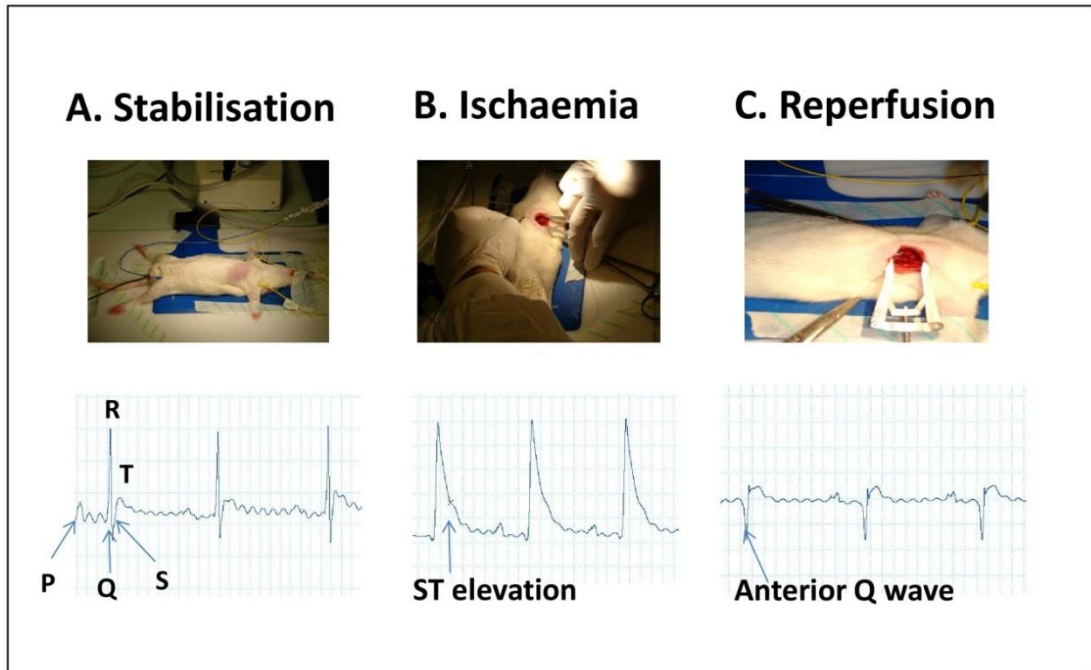 A. Stabilisation
B. Ischaemia
C. Reperfusion
R
T
P
Q
S
ST elevation
Anterior Q wave